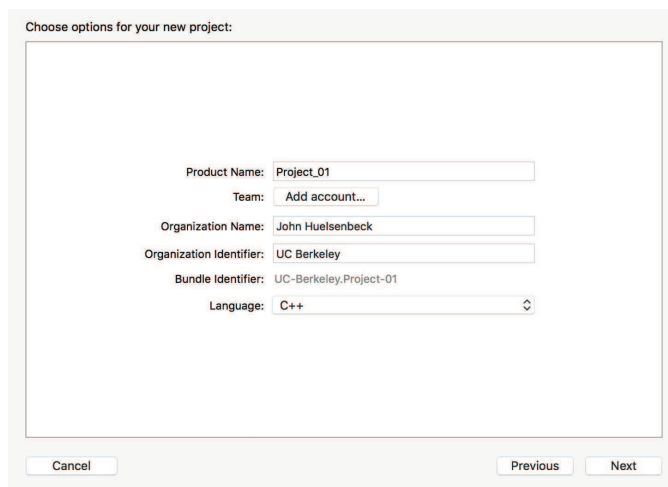 Choose options for your new project:
Product Name: Project_01
Team: Add account...
Organization Name: John Huelsenbeck
Organization Identifier: UC Berkeley
Bundle Identifier: UC-Berkeley.Project-01
Language: C++
Cancel Previous Next